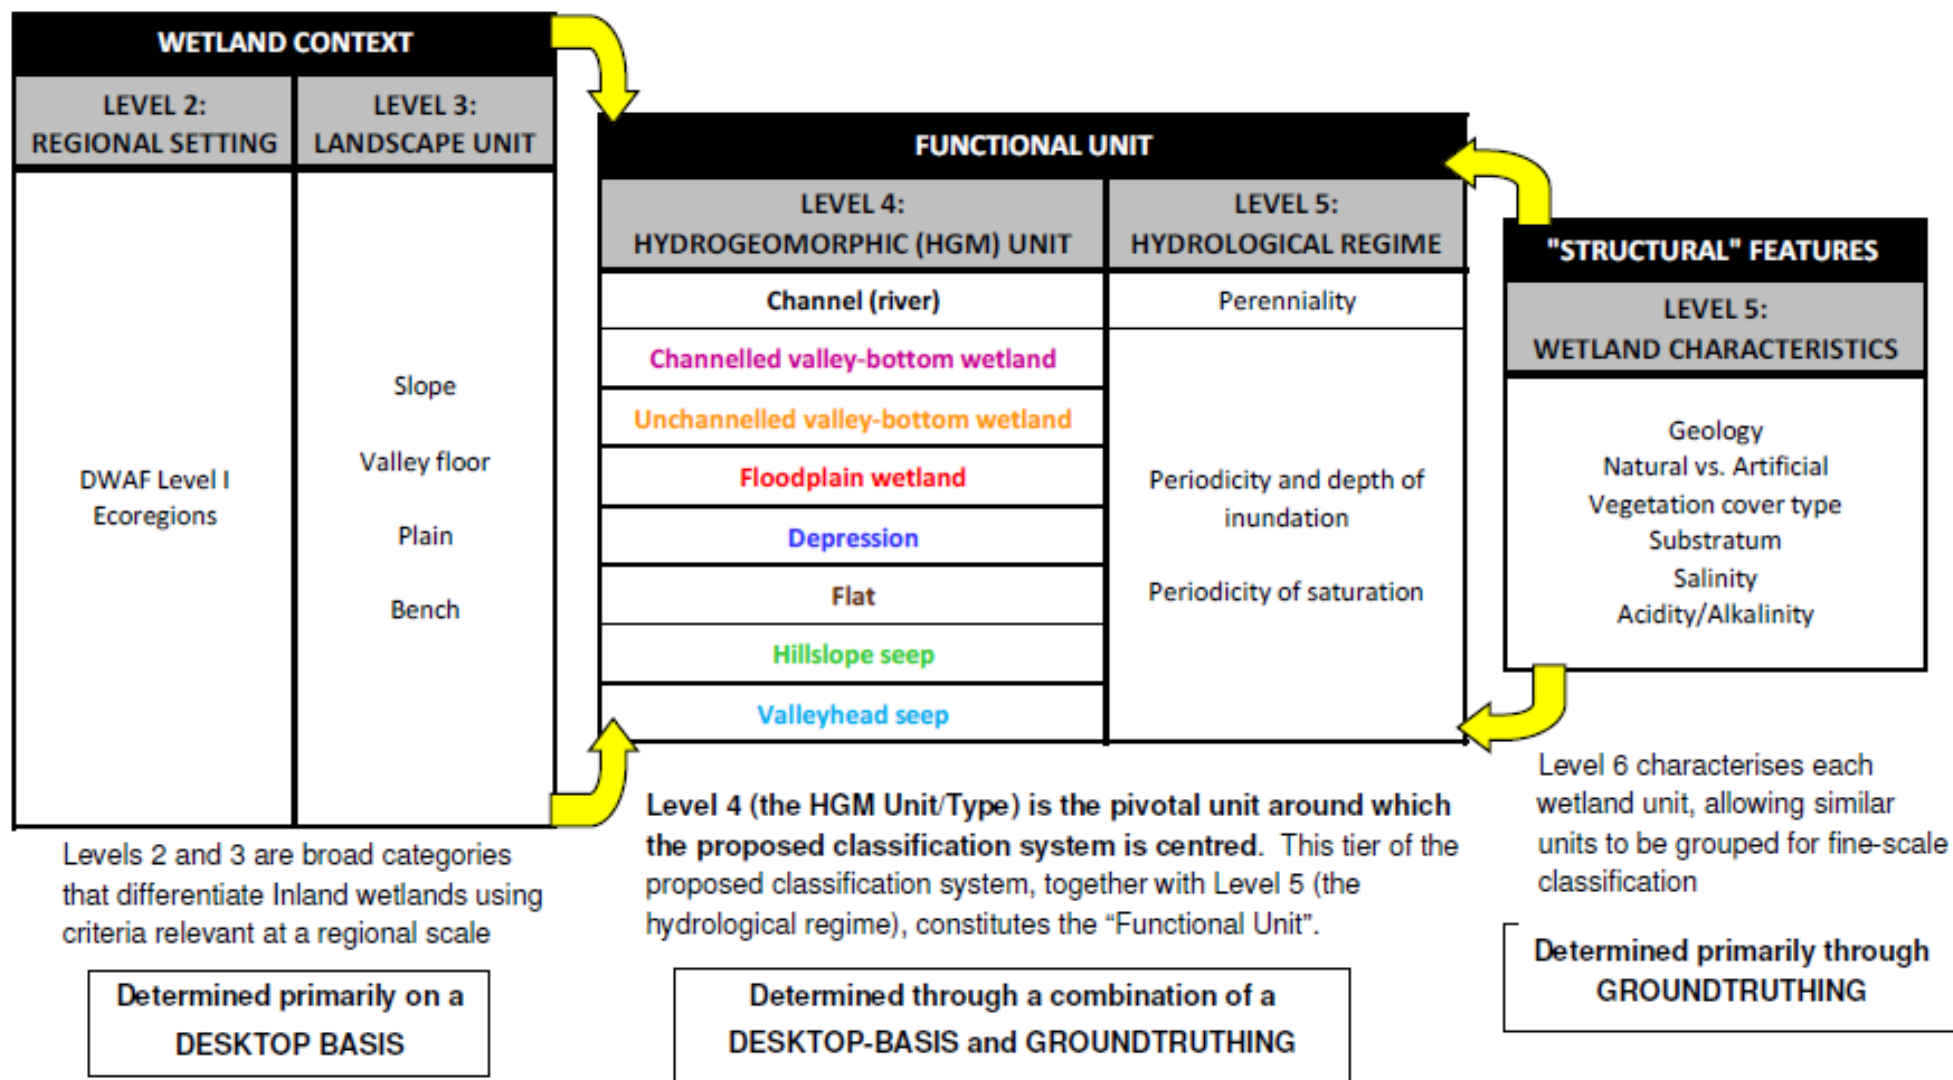 WETLAND CONTEXT
LEVEL 2:
REGIONAL SETTING
LEVEL 3:
LANDSCAPE UNIT
DWAF Level I
Ecoregions
Slope
Valley floor
Plain
Bench
Levels 2 and 3 are broad categories
that differentiate Inland wetlands using
criteria relevant at a regional scale
Determined primarily on a
DESKTOP BASIS
FUNCTIONAL UNIT
LEVEL 4:
HYDROGEOMORPHIC (HGM) UNIT
LEVEL 5:
HYDROLOGICAL REGIME
Channel (river)
Perenniality
Channelled valley-bottom wetland
Unchannelled valley-bottom wetland
Floodplain wetland
Depression
Flat
Hillslope seep
Valleyhead seep
Periodicity and depth of
inundation
Periodicity of saturation
Level 4 (the HGM Unit/Type) is the pivotal unit around which
the proposed classification system is centred. This tier of the
proposed classification system, together with Level 5 (the
hydrological regime), constitutes the “Functional Unit”.
Determined through a combination of a
DESKTOP-BASIS and GROUNDTRUTHING
"STRUCTURAL" FEATURES
LEVEL 5:
WETLAND CHARACTERISTICS
Geology
Natural vs. Artificial
Vegetation cover type
Substratum
Salinity
Acidity/Alkalinity
Level 6 characterises each
wetland unit, allowing similar
units to be grouped for fine-scale
classification
Determined primarily through
GROUNDTRUTHING